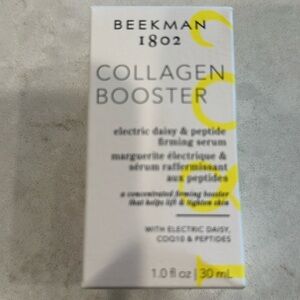 BEEKMAN
1802
COLLAGEN
BOOSTER
electric daisy & peptide
firming serum
marguerite électrique &
sérum raffermissant
aux peptides
a concentrated firming booster
that helps lift & tighten skin
WITH ELECTRIC DAISY,
COQ10 & PEPTIDES
1.0 fl oz | 30 mL